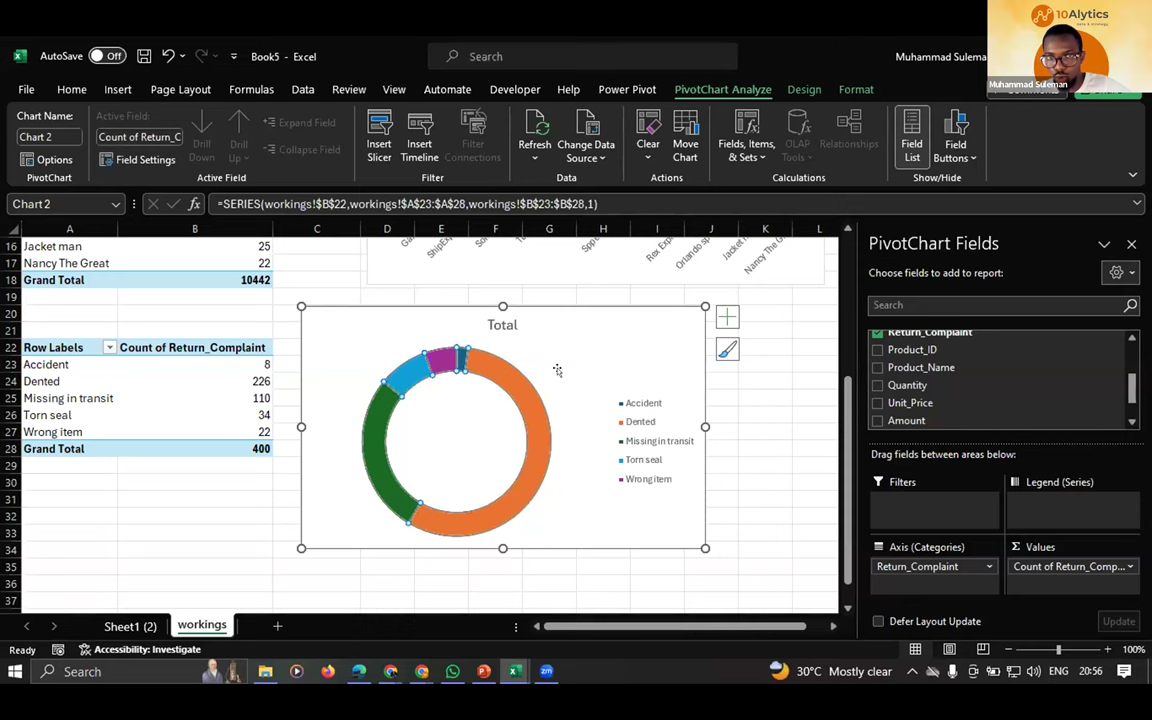 10Alytics
Muhammad Suleman
AutoSave Off Book5 - Excel Search Muhammad Sulema
File Home Insert Page Layout Formulas Data Review View Automate Developer Help Power Pivot PivotChart Analyze Design Format
Chart Name: Active Field:
Chart 2 Count of Return_C
Options Field Settings
Drill Down Drill Up
Expand Field
Collapse Field
Insert Slicer Insert Timeline Filter Connections
Refresh Change Data Source
Clear Move Chart
Fields, Items, & Sets OLAP Tools Relationships
Field List Field Buttons
PivotChart Active Field Filter Data Actions Calculations Show/Hide
Chart 2 fx =SERIES(workings!$B$22,workings!$A$23:$A$28,workings!$B$23:$B$28,1)
A B C D E F G H I J K L
16 Jacket man 25
17 Nancy The Great 22
18 Grand Total 10442
19
20
21
22 Row Labels Count of Return_Complaint
23 Accident 8
24 Dented 226
25 Missing in transit 110
26 Torn seal 34
27 Wrong item 22
28 Grand Total 400
29
30
31
32
33
34
35
36
37
Rex Exp
Orlando sp
Jacket m
Nancy The Great
Total
Accident
Dented
Missing in transit
Torn seal
Wrong item
PivotChart Fields
Choose fields to add to report:
Search
Return_Complaint
Product_ID
Product_Name
Quantity
Unit_Price
Amount
Drag fields between areas below:
Filters Legend (Series)
Axis (Categories) Σ Values
Return_Complaint Count of Return_Comp...
Defer Layout Update Update
Sheet1 (2) workings
Ready Accessibility: Investigate 100%
Search 30°C Mostly clear ENG 20:56